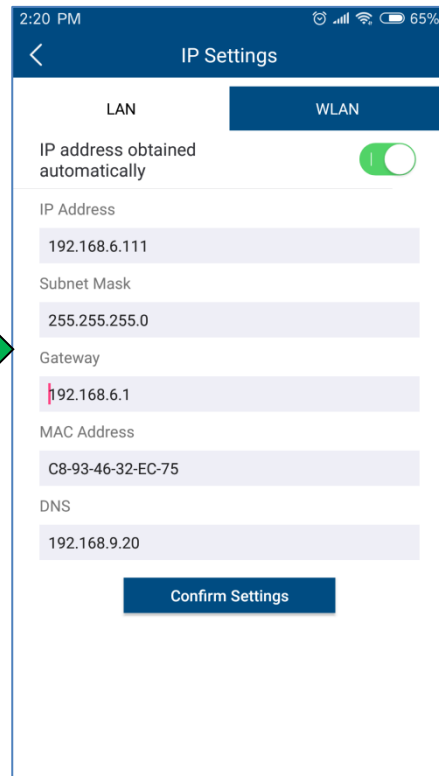 2:20 PM 65%
IP Settings
LAN WLAN
IP address obtained
automatically
IP Address
192.168.6.111
Subnet Mask
255.255.255.0
Gateway
192.168.6.1
MAC Address
C8-93-46-32-EC-75
DNS
192.168.9.20
Confirm Settings